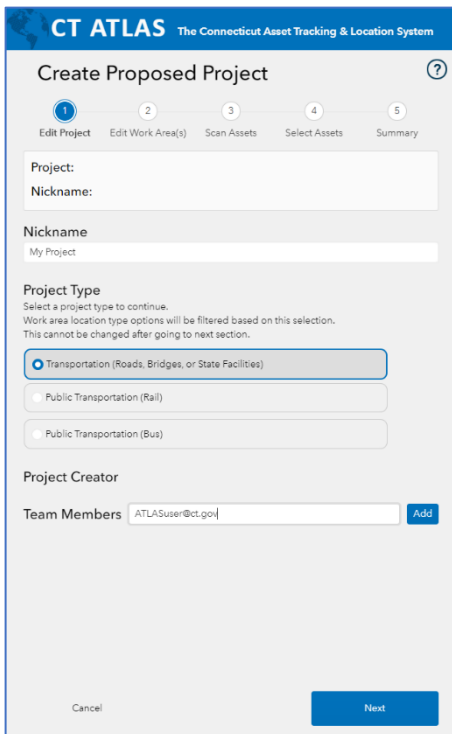 CT ATLAS The Connecticut Asset Tracking & Location System
Create Proposed Project
?
1 2 3 4 5
Edit Project Edit Work Area(s) Scan Assets Select Assets Summary
Project:
Nickname:
Nickname
My Project
Project Type
Select a project type to continue.
Work area location type options will be filtered based on this selection.
This cannot be changed after going to next section.
Transportation (Roads, Bridges, or State Facilities)
Public Transportation (Rail)
Public Transportation (Bus)
Project Creator
Team Members ATLASuser@ct.gov Add
Cancel Next